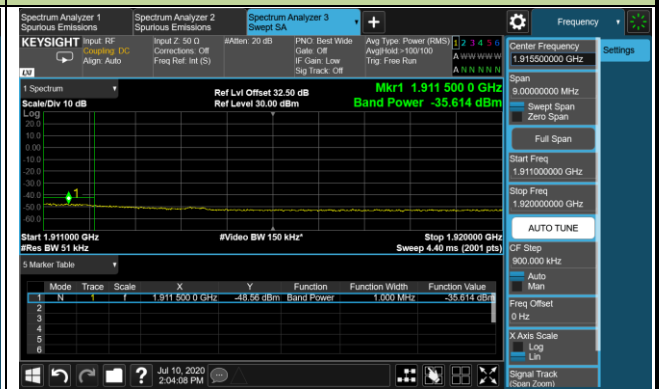 Spectrum Analyzer 1
Spurious Emissions
Spectrum Analyzer 2
Spurious Emissions
Spectrum Analyzer 3
Swept SA
+
Frequency
KEYSIGHT
Input: RF
Coupling: DC
Align: Auto
Input Z: 50 Ω
Corrections: Off
Freq Ref: Int (S)
#Atten: 20 dB
PNO: Best Wide
Gate: Off
IF Gain: Low
Sig Track: Off
Avg Type: Power (RMS)
Avg|Hold:>100/100
Trig: Free Run
1 2 3 4 5 6
A W W W W W
A N N N N N
LXI
1 Spectrum
Scale/Div 10 dB
Ref Lvl Offset 32.50 dB
Ref Level 30.00 dBm
Mkr1 1.911 500 0 GHz
Band Power -35.614 dBm
Log
20.0
10.0
0.00
-10.0
-20.0
-30.0
-40.0
-50.0
-60.0
1
Start 1.911000 GHz
#Res BW 51 kHz
#Video BW 150 kHz*
Stop 1.920000 GHz
Sweep 4.40 ms (2001 pts)
5 Marker Table
Mode Trace Scale X Y Function Function Width Function Value
1 N 1 f 1.911 500 0 GHz -48.56 dBm Band Power 1.000 MHz -35.614 dBm
2
3
4
5
6
Jul 10, 2020
2:04:08 PM
Settings
Center Frequency
1.915500000 GHz
Span
9.00000000 MHz
Swept Span
Zero Span
Full Span
Start Freq
1.911000000 GHz
Stop Freq
1.920000000 GHz
AUTO TUNE
CF Step
900.000 kHz
Auto
Man
Freq Offset
0 Hz
X Axis Scale
Log
Lin
Signal Track
(Span Zoom)